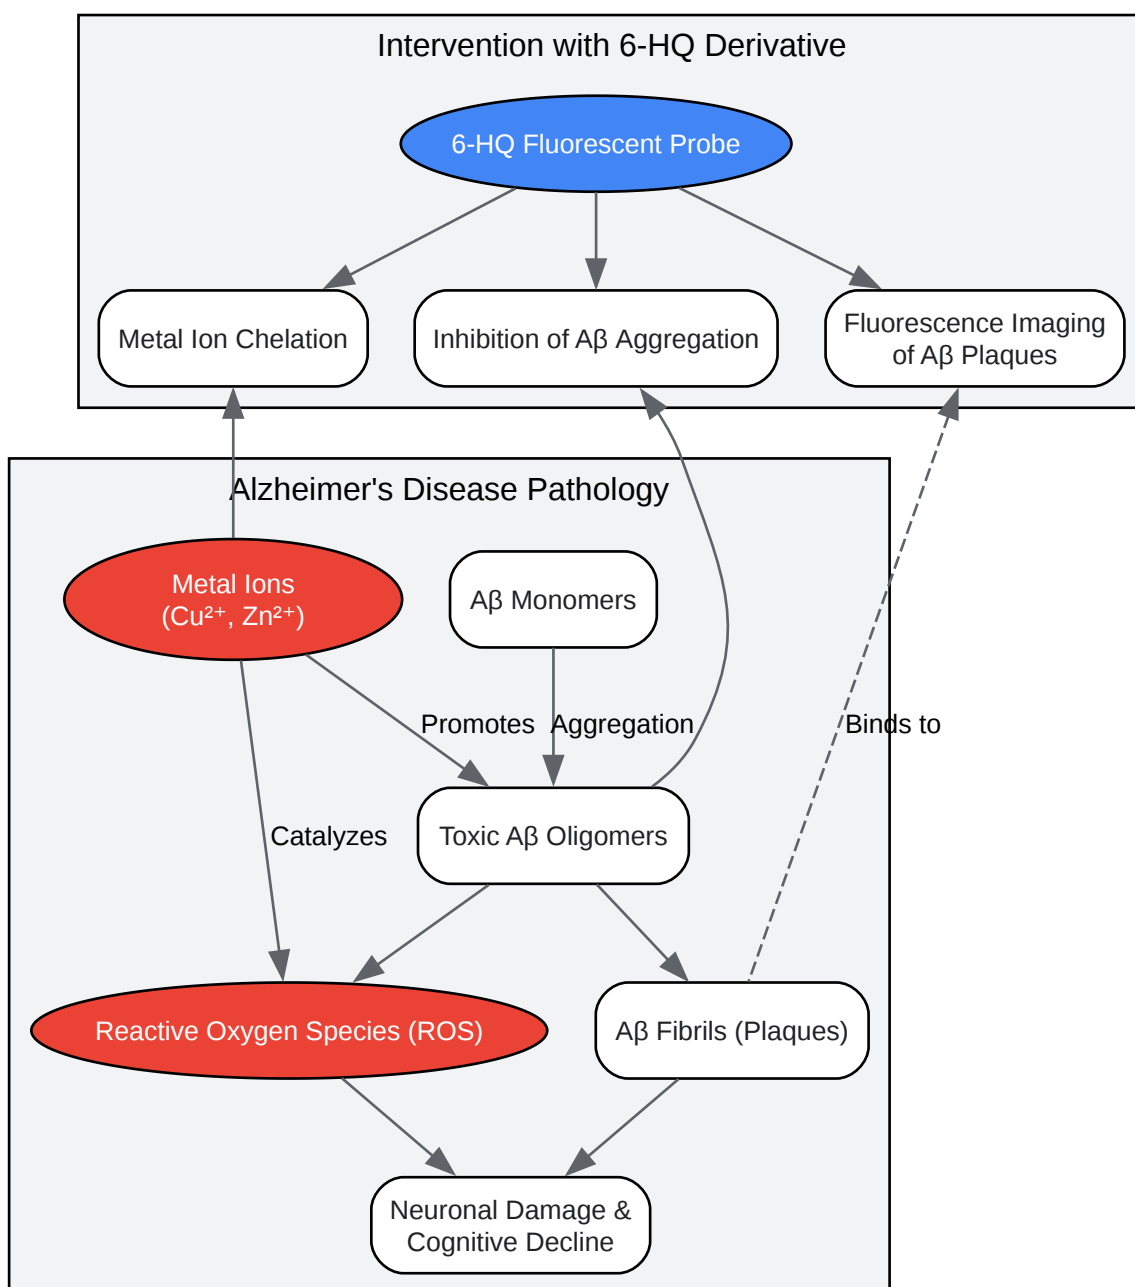 Intervention with 6-HQ Derivative
6-HQ Fluorescent Probe
Metal Ion Chelation
Inhibition of Aβ Aggregation
Fluorescence Imaging
of Aβ Plaques
Alzheimer's Disease Pathology
Metal Ions
(Cu²⁺, Zn²⁺)
Aβ Monomers
Promotes
Aggregation
Binds to
Catalyzes
Toxic Aβ Oligomers
Reactive Oxygen Species (ROS)
Aβ Fibrils (Plaques)
Neuronal Damage &
Cognitive Decline